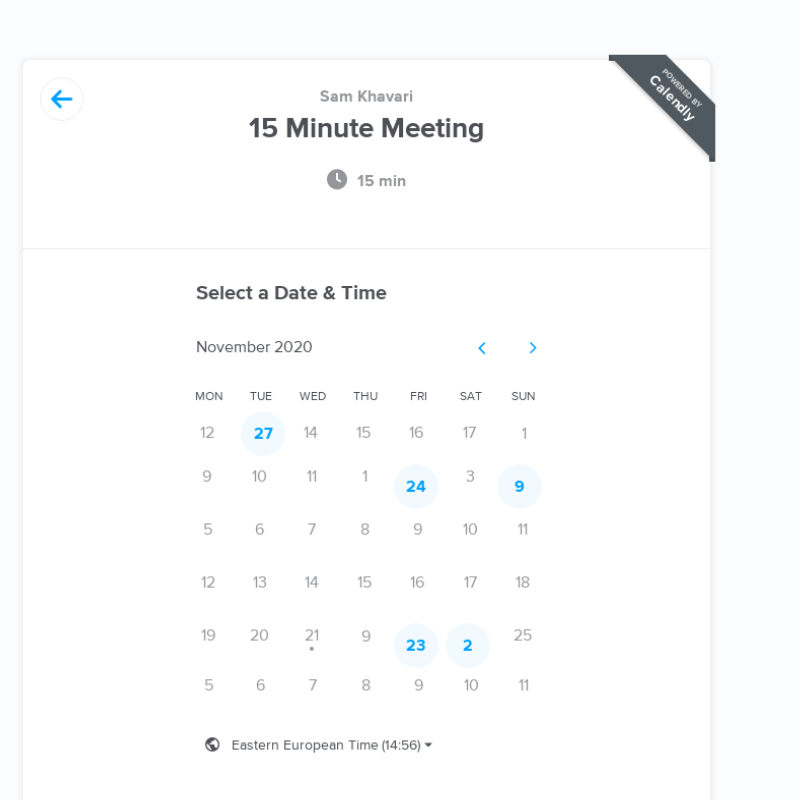 POWERED BY
Calendly
Sam Khavari
15 Minute Meeting
15 min
Select a Date & Time
November 2020
MON TUE WED THU FRI SAT SUN
12 27 14 15 16 17 1
9 10 11 1 24 3 9
5 6 7 8 9 10 11
12 13 14 15 16 17 18
19 20 21 9 23 2 25
5 6 7 8 9 10 11
Eastern European Time (14:56)